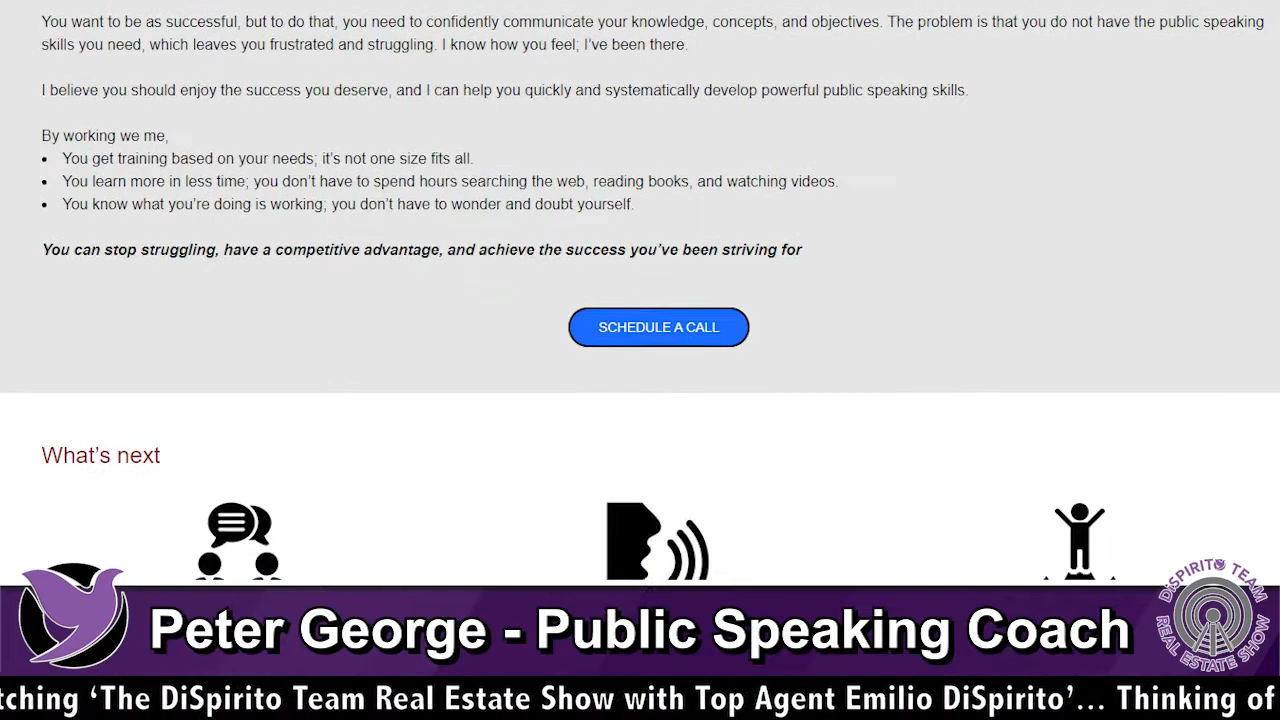 You want to be as successful, but to do that, you need to confidently communicate your knowledge, concepts, and objectives. The problem is that you do not have the public speaking
skills you need, which leaves you frustrated and struggling. I know how you feel; I've been there.
I believe you should enjoy the success you deserve, and I can help you quickly and systematically develop powerful public speaking skills.
By working we me,
• You get training based on your needs; it's not one size fits all.
• You learn more in less time; you don't have to spend hours searching the web, reading books, and watching videos.
• You know what you're doing is working; you don't have to wonder and doubt yourself.
You can stop struggling, have a competitive advantage, and achieve the success you've been striving for
SCHEDULE A CALL
What's next
DiSPIRITO TEAM
REAL ESTATE SHOW
Peter George - Public Speaking Coach
tching ‘The DiSpirito Team Real Estate Show with Top Agent Emilio DiSpirito’... Thinking of